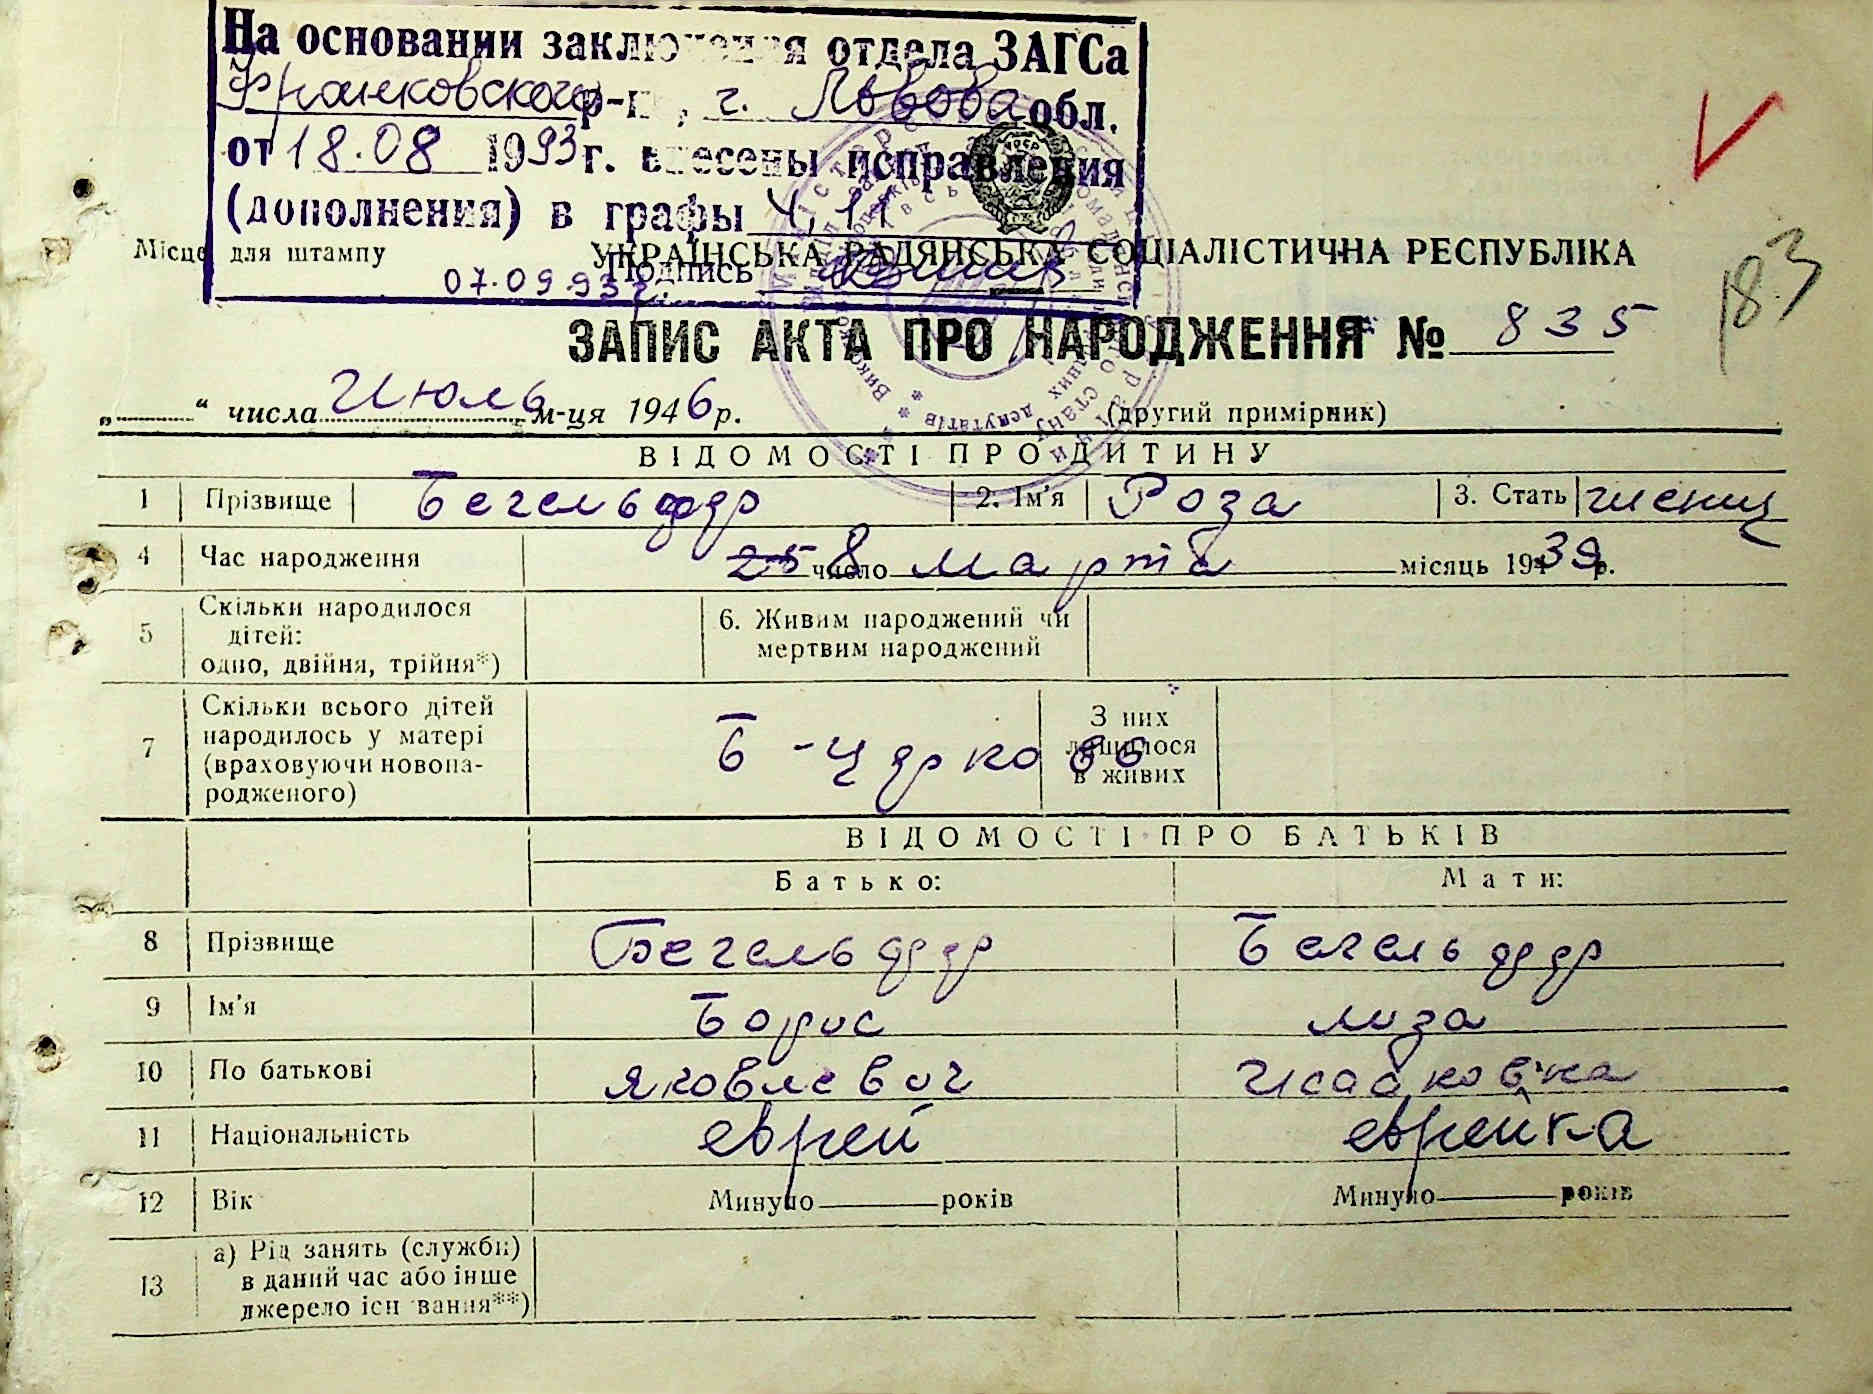 На основании заключения отдела ЗАГСа
Франковского р-на, г. Львова обл.
от 18.08 1993 г. внесены исправления
(дополнения) в графы 4, 11
Місце для штампу УКРАЇНСЬКА РАДЯНСЬКА СОЦІАЛІСТИЧНА РЕСПУБЛІКА
07.09.93 г. Подпись
183
ЗАПИС АКТА ПРО НАРОДЖЕННЯ № 835
„ “ числа Июль м-ця 1946 р. (другий примірник)
ВІДОМОСТІ ПРО ДИТИНУ
1 Прізвище Бегельфер 2. Ім'я Роза 3. Стать женщ
4 Час народження 25 8 число марта місяць 1939 р.
5 Скільки народилося
дітей:
одно, двійня, трійня*)
6. Живим народжений чи
мертвим народжений
7 Скільки всього дітей
народилось у матері
(враховуючи новона-
родженого)
Б-Церковь
З них
лишилося
в живих
ВІДОМОСТІ ПРО БАТЬКІВ
Батько: Мати:
8 Прізвище Бегельфер Бегельфер
9 Ім'я Борис Лиза
10 По батькові Яковлевич Исааковна
11 Національність еврей еврейка
12 Вік Минуло років Минуло років
13 а) Рід занять (служби)
в даний час або інше
джерело існування**)